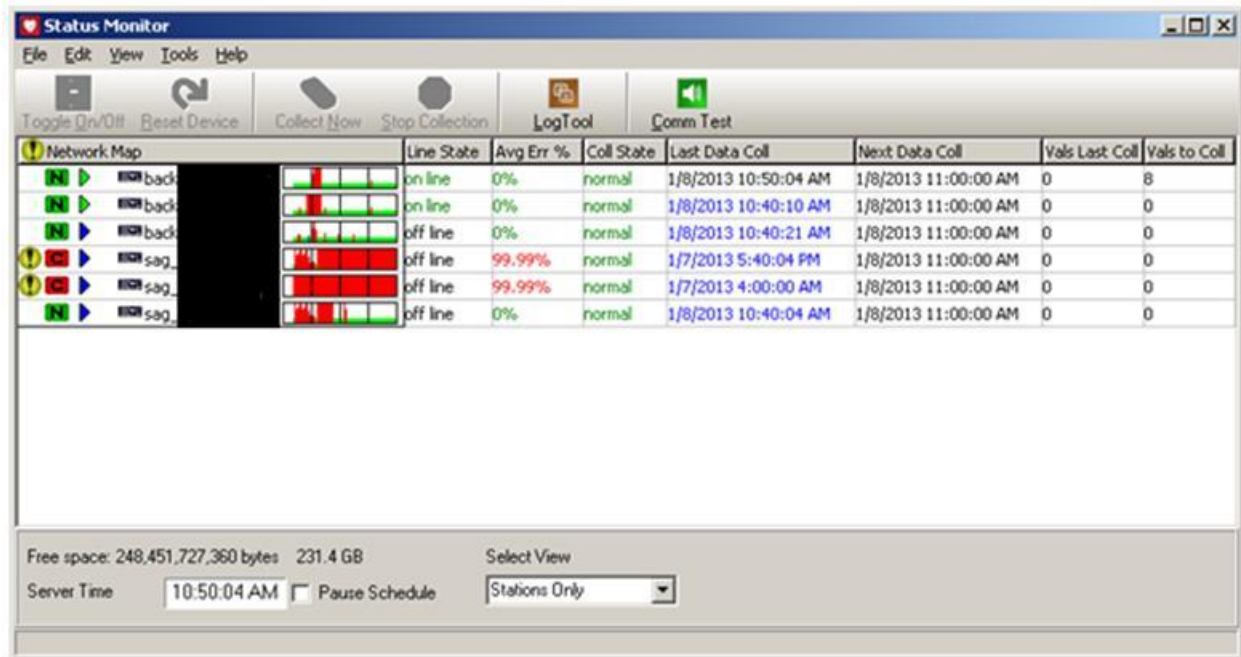 Status Monitor
File Edit View Tools Help
Toggle On/Off Reset Device Collect Now Stop Collection LogTool Comm Test
Network Map Line State Avg Err % Coll State Last Data Coll Next Data Coll Vals Last Coll Vals to Coll
N back on line 0% normal 1/8/2013 10:50:04 AM 1/8/2013 11:00:00 AM 0 8
N back on line 0% normal 1/8/2013 10:40:10 AM 1/8/2013 11:00:00 AM 0 0
N back off line 0% normal 1/8/2013 10:40:21 AM 1/8/2013 11:00:00 AM 0 0
! C sag_ off line 99.99% normal 1/7/2013 5:40:04 PM 1/8/2013 11:00:00 AM 0 0
! C sag_ off line 99.99% normal 1/7/2013 4:00:00 AM 1/8/2013 11:00:00 AM 0 0
N sag_ off line 0% normal 1/8/2013 10:40:04 AM 1/8/2013 11:00:00 AM 0 0
Free space: 248,451,727,360 bytes 231.4 GB Select View
Server Time 10:50:04 AM Pause Schedule Stations Only